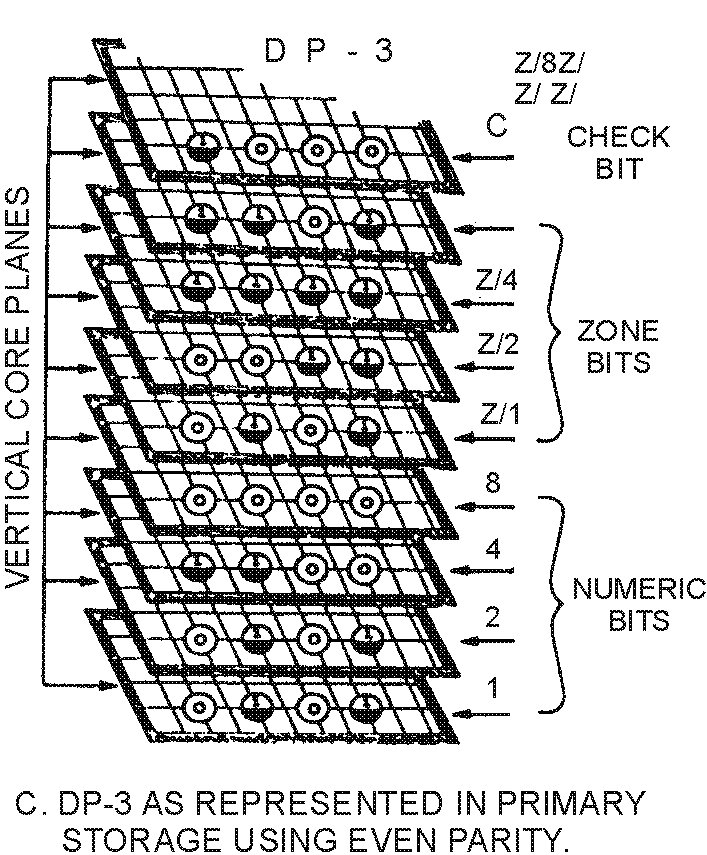 D P - 3
Z/8Z/
Z/ Z/
C
CHECK
BIT
VERTICAL CORE PLANES
Z/4
ZONE
BITS
Z/2
Z/1
8
4
NUMERIC
BITS
2
1
C. DP-3 AS REPRESENTED IN PRIMARY
STORAGE USING EVEN PARITY.